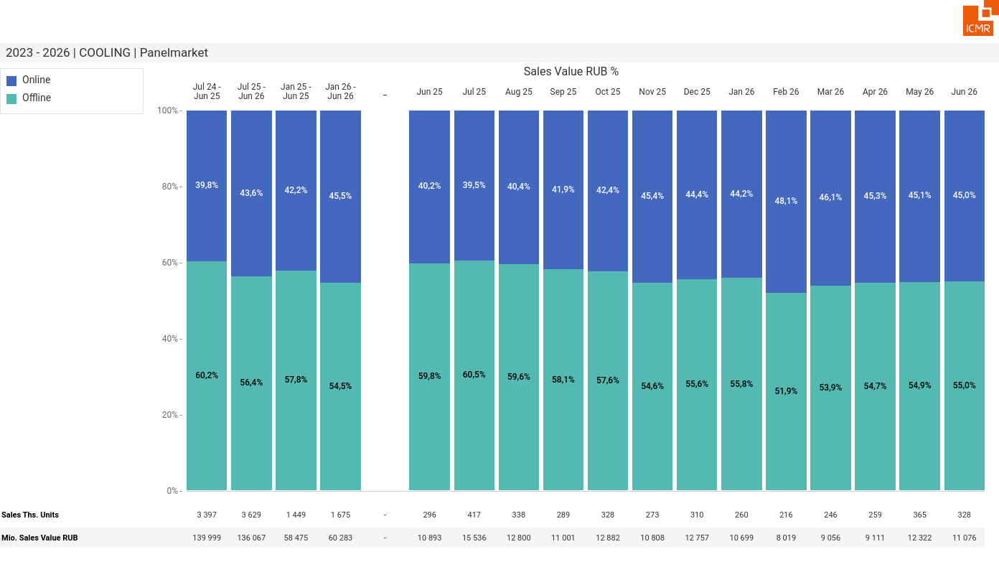 ICMR
2023 - 2026 | COOLING | Panelmarket
Online
Offline
Sales Value RUB %
Jul 24 - Jul 25 - Jan 25 - Jan 26 -
Jun 25 Jun 26 Jun 25 Jun 26 – Jun 25 Jul 25 Aug 25 Sep 25 Oct 25 Nov 25 Dec 25 Jan 26 Feb 26 Mar 26 Apr 26 May 26 Jun 26
100%
80%
60%
40%
20%
0%
39,8% 43,6% 42,2% 45,5% 40,2% 39,5% 40,4% 41,9% 42,4% 45,4% 44,4% 44,2% 48,1% 46,1% 45,3% 45,1% 45,0%
60,2% 56,4% 57,8% 54,5% 59,8% 60,5% 59,6% 58,1% 57,6% 54,6% 55,6% 55,8% 51,9% 53,9% 54,7% 54,9% 55,0%
Sales Ths. Units 3 397 3 629 1 449 1 675 - 296 417 338 289 328 273 310 260 216 246 259 365 328
Mio. Sales Value RUB 139 999 136 067 58 475 60 283 - 10 893 15 536 12 800 11 001 12 882 10 808 12 757 10 699 8 019 9 056 9 111 12 322 11 076